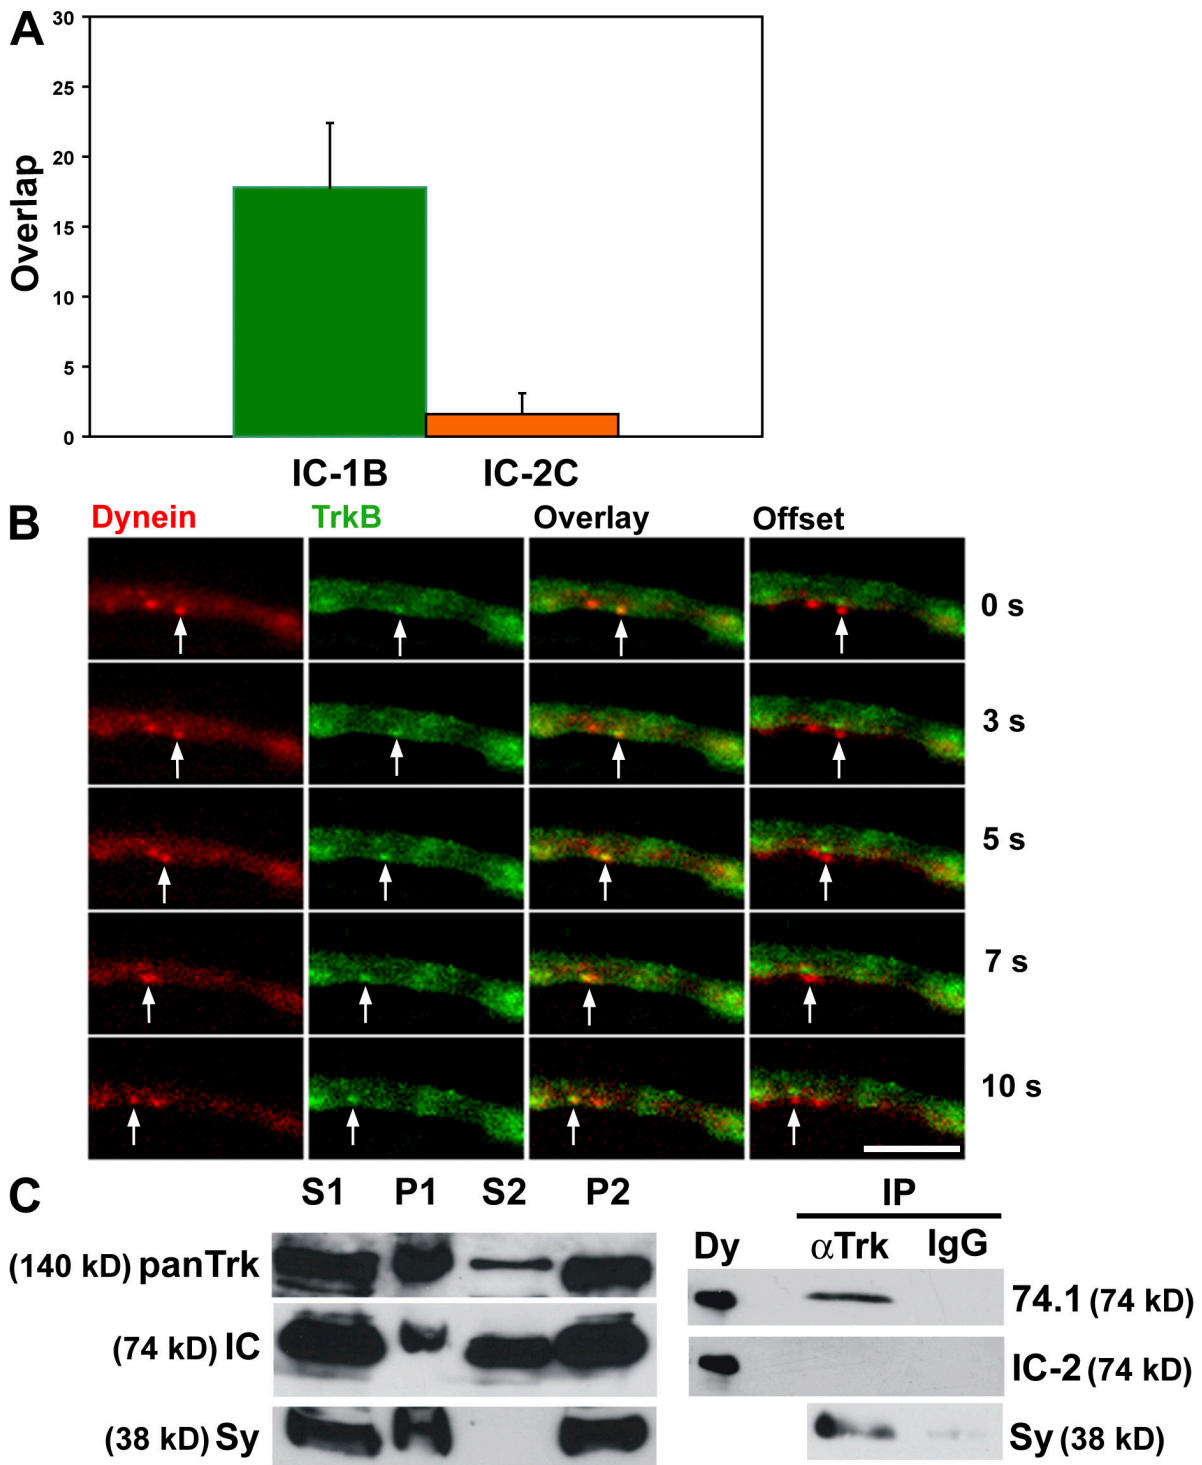 A
30
25
20
15
10
5
0
Overlap
IC-1B IC-2C
B
Dynein TrkB Overlay Offset
0 s
3 s
5 s
7 s
10 s
C
S1 P1 S2 P2
(140 kD) panTrk
(74 kD) IC
(38 kD) Sy
IP
Dy αTrk IgG
74.1 (74 kD)
IC-2 (74 kD)
Sy (38 kD)